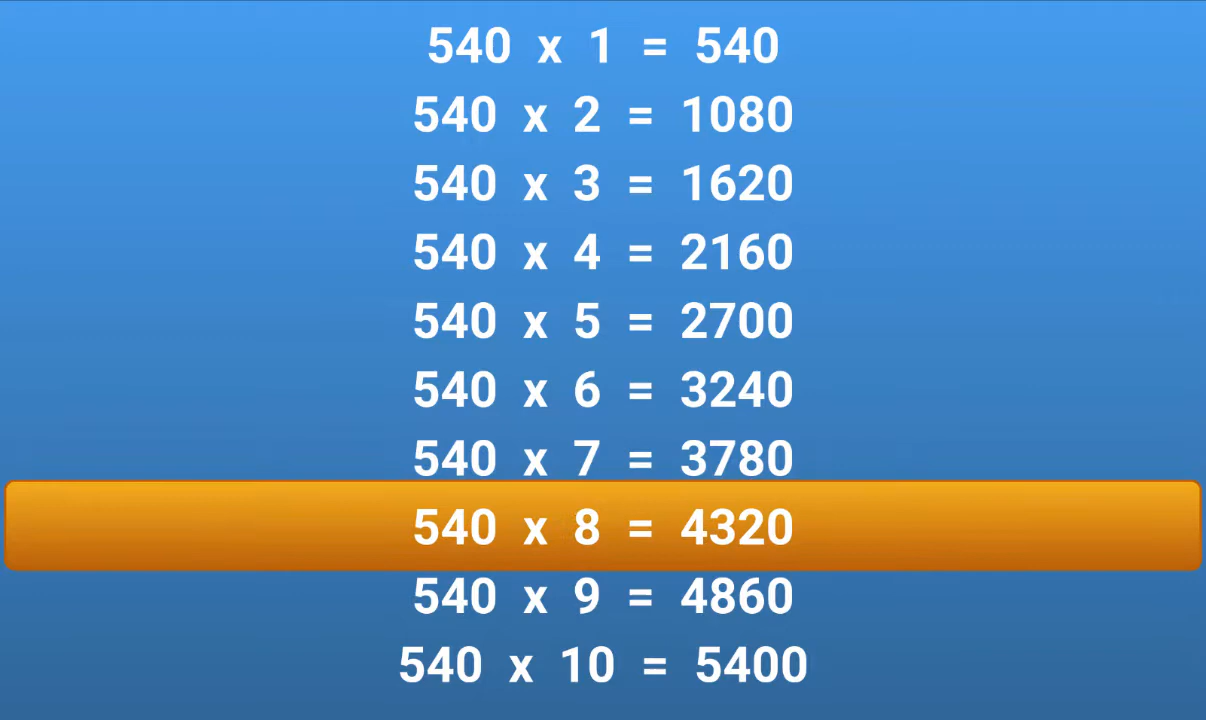 540 x 1 = 540
540 x 2 = 1080
540 x 3 = 1620
540 x 4 = 2160
540 x 5 = 2700
540 x 6 = 3240
540 x 7 = 3780
540 x 8 = 4320
540 x 9 = 4860
540 x 10 = 5400